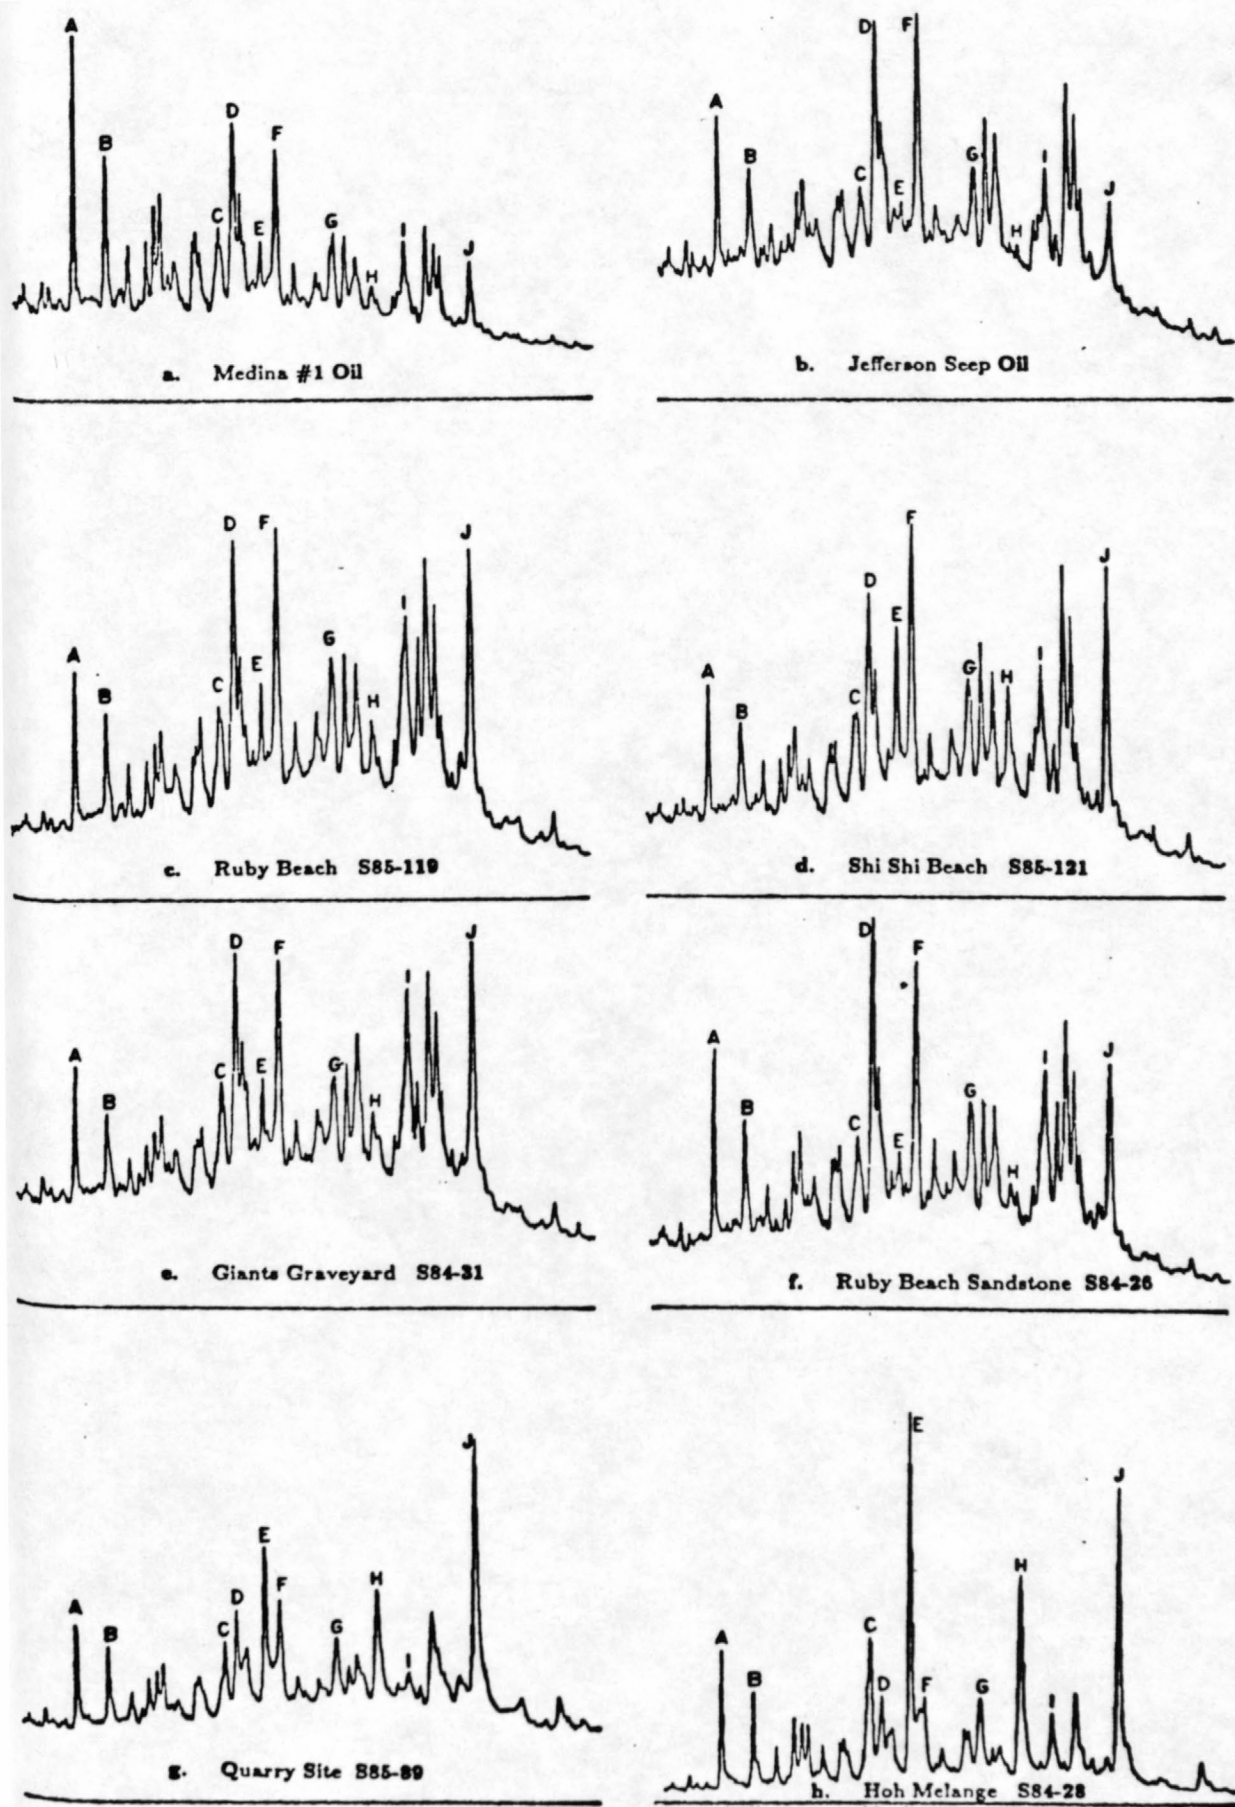 A
B
C
D
E
F
G
H
I
J
a. Medina #1 Oil
A
B
C
D
E
F
G
H
I
J
b. Jefferson Seep Oil
A
B
C
D
E
F
G
H
I
J
c. Ruby Beach S85-119
A
B
C
D
E
F
G
H
I
J
d. Shi Shi Beach S85-121
A
B
C
D
E
F
G
H
I
J
e. Giants Graveyard S84-31
A
B
C
D
E
F
G
H
I
J
f. Ruby Beach Sandstone S84-26
A
B
C
D
E
F
G
H
I
J
g. Quarry Site S85-89
A
B
C
D
E
F
G
H
I
J
h. Hoh Melange S84-28